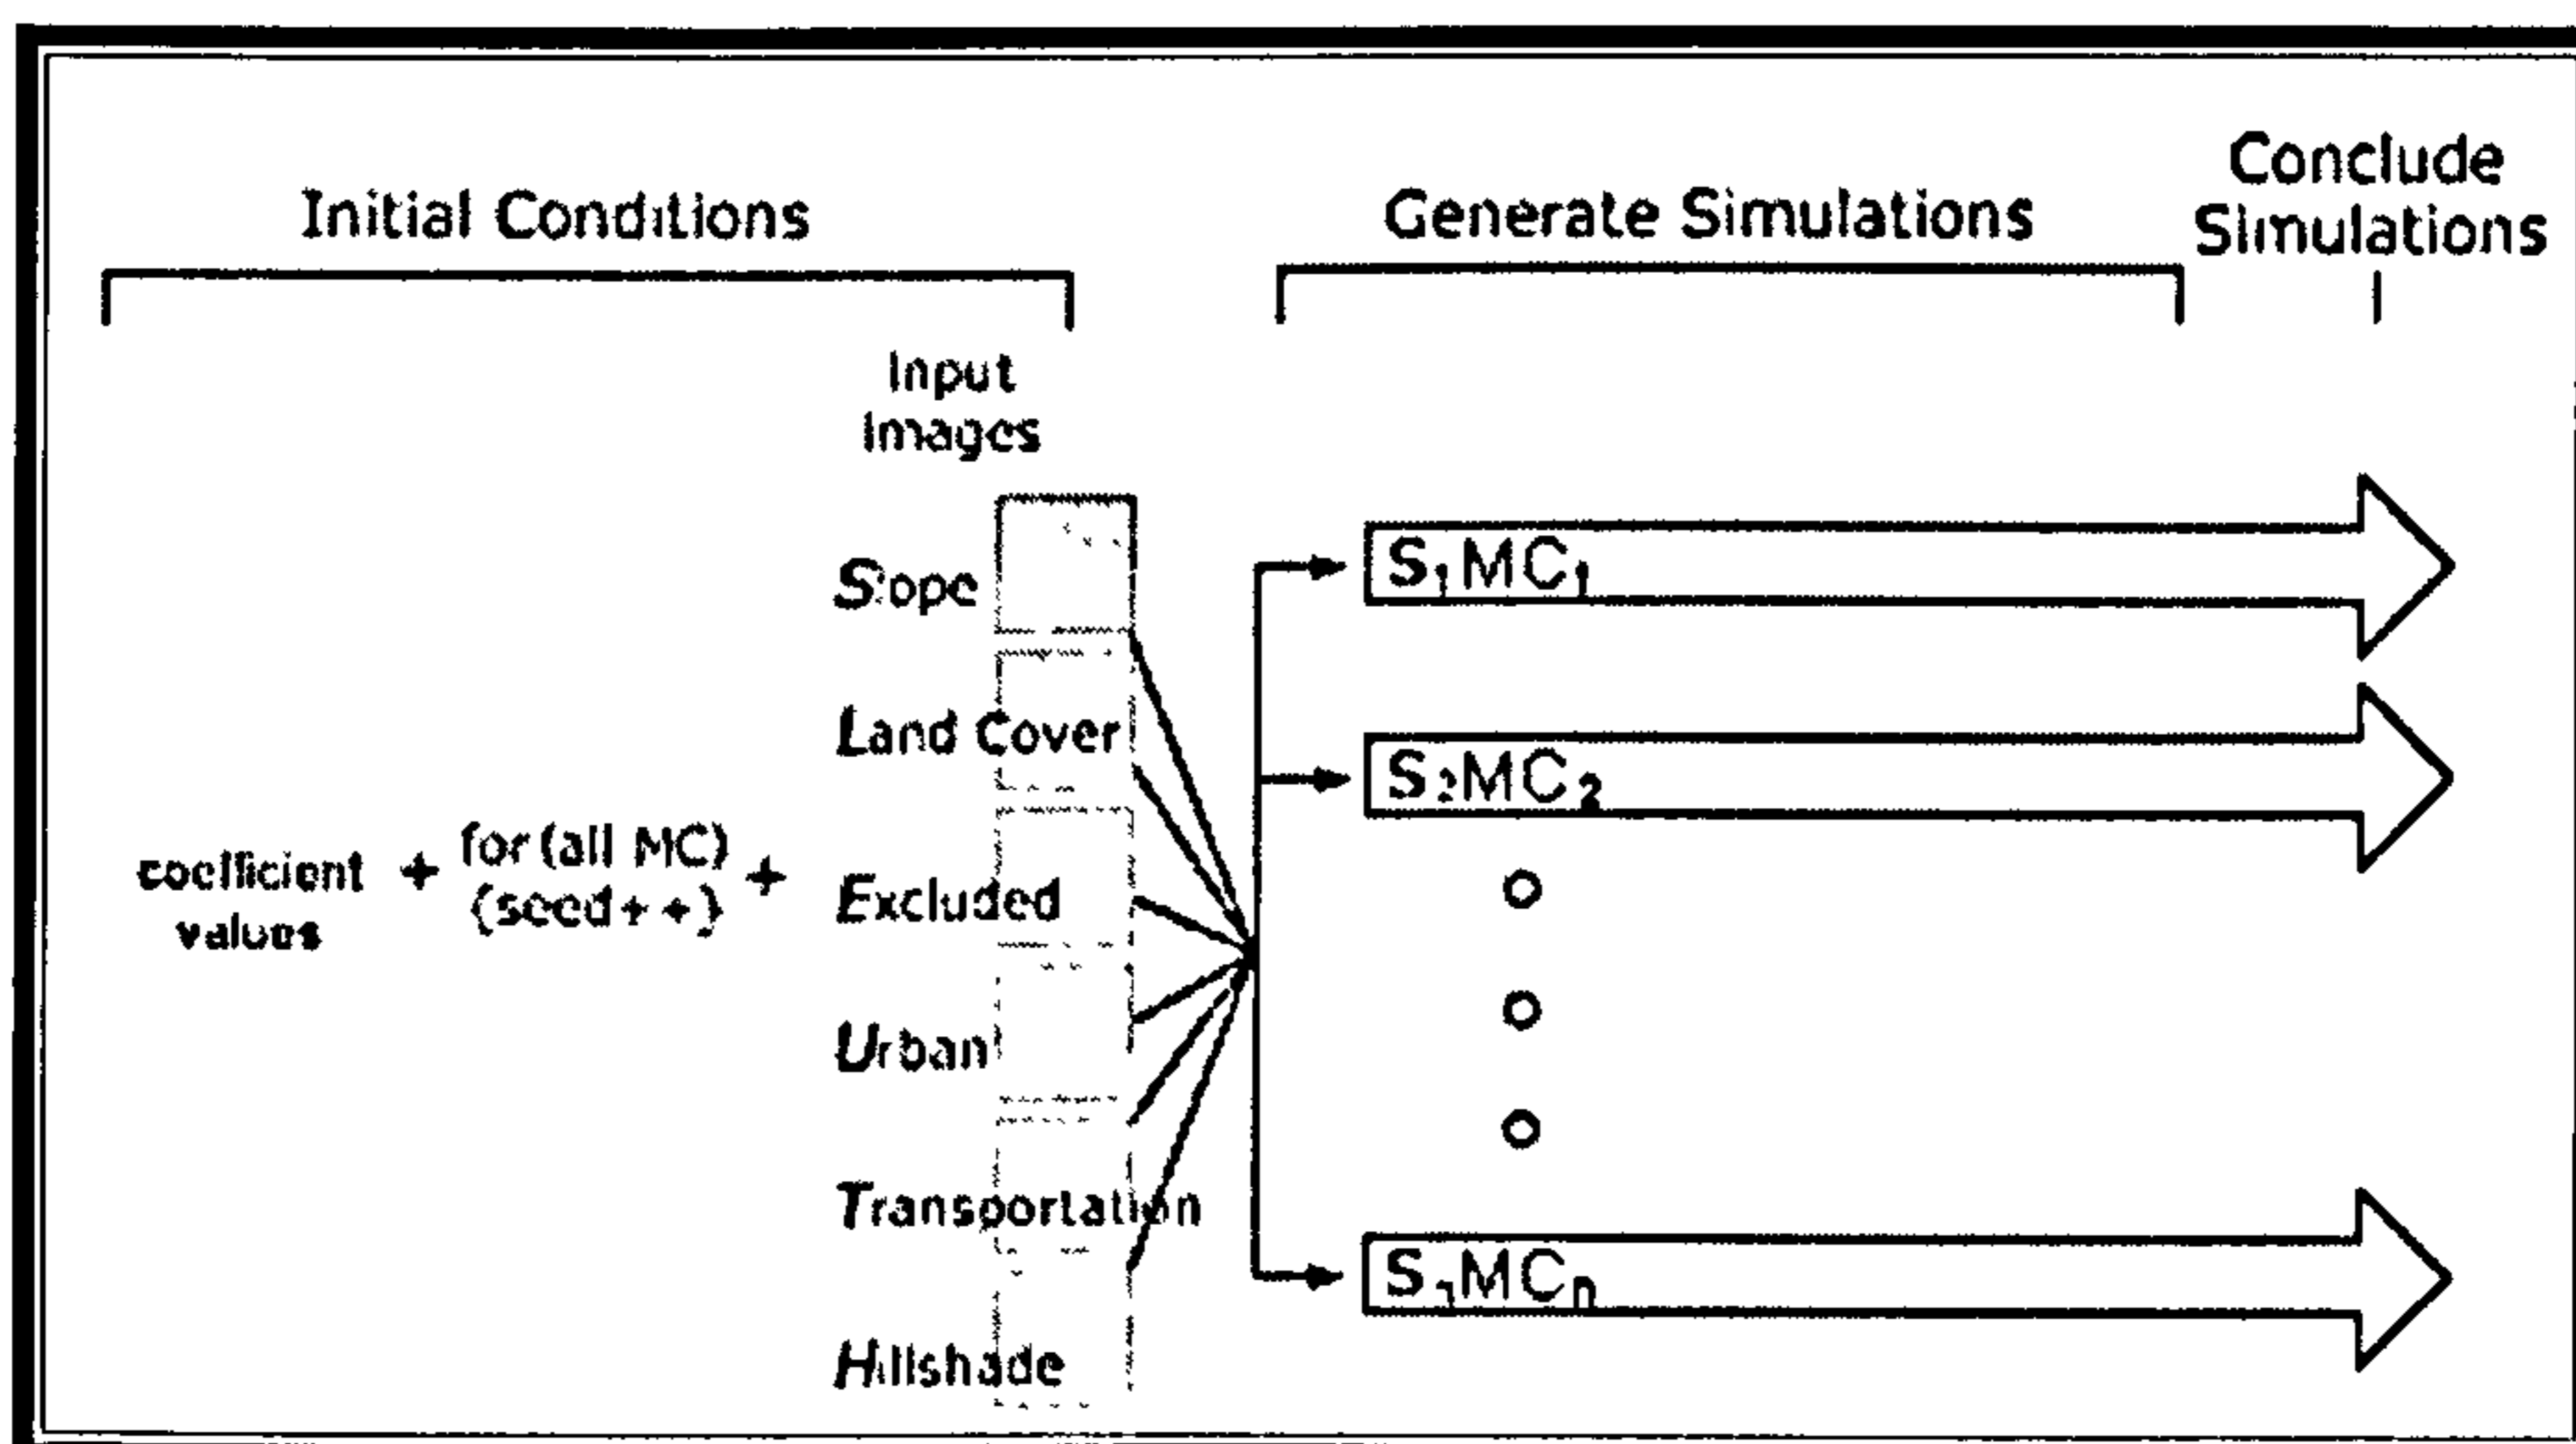 Initial Conditions
Generate Simulations
Conclude
Simulations
Input
Images
Slope
Land Cover
Excluded
Urban
Transportation
Hillshade
coefficient
values
+
for (all MC)
{seed++}
+
S₁MC₁
S₂MC₂
SₙMCₙ